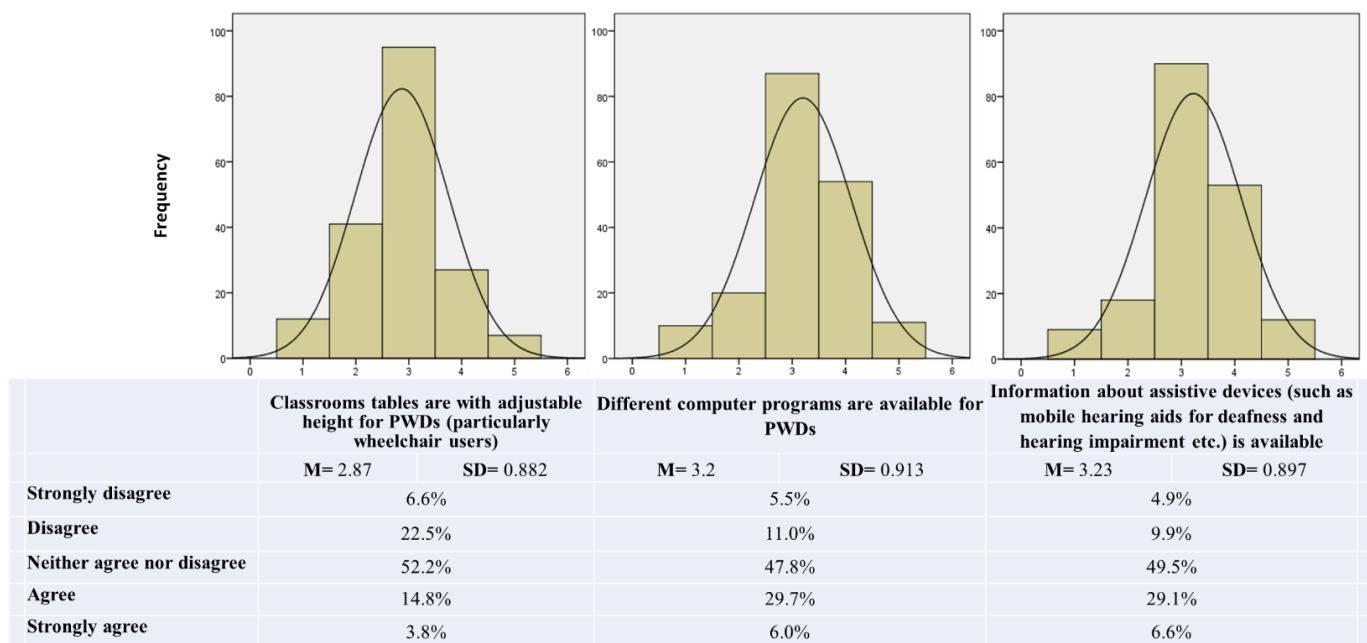 Frequency
100
80
60
40
20
0
0 1 2 3 4 5 6
100
80
60
40
20
0
0 1 2 3 4 5 6
100
80
60
40
20
0
0 1 2 3 4 5 6
Classrooms tables are with adjustable
height for PWDs (particularly
wheelchair users)
Different computer programs are available for
PWDs
Information about assistive devices (such as
mobile hearing aids for deafness and
hearing impairment etc.) is available
M= 2.87 SD= 0.882 M= 3.2 SD= 0.913 M= 3.23 SD= 0.897
Strongly disagree 6.6% 5.5% 4.9%
Disagree 22.5% 11.0% 9.9%
Neither agree nor disagree 52.2% 47.8% 49.5%
Agree 14.8% 29.7% 29.1%
Strongly agree 3.8% 6.0% 6.6%